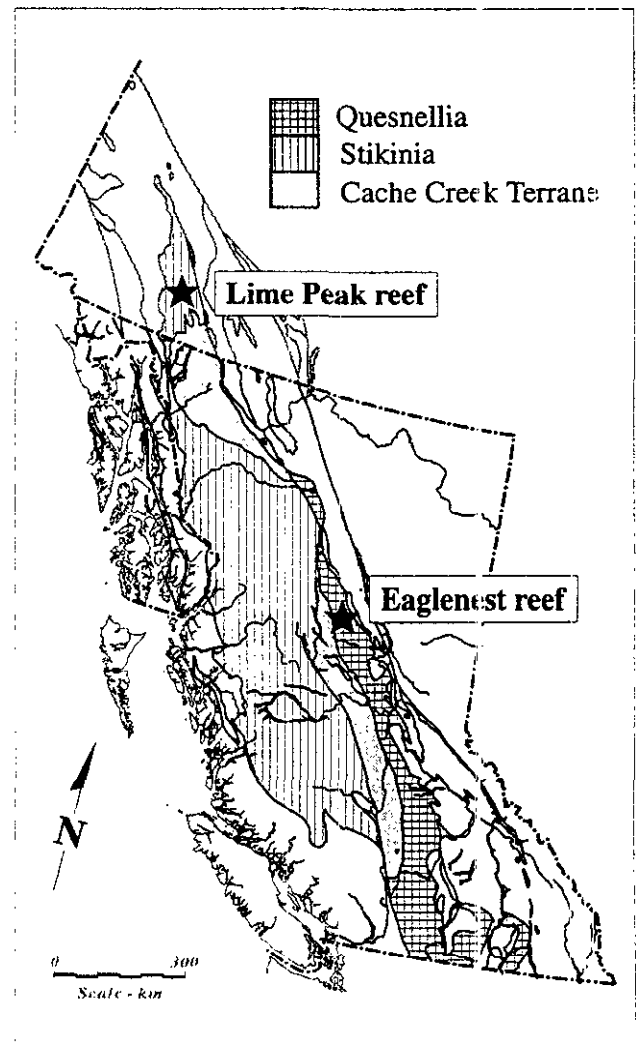 Quesnellia
Stikinia
Cache Creek Terrane
Lime Peak reef
Eaglenest reef
N
0 300
Scale - km